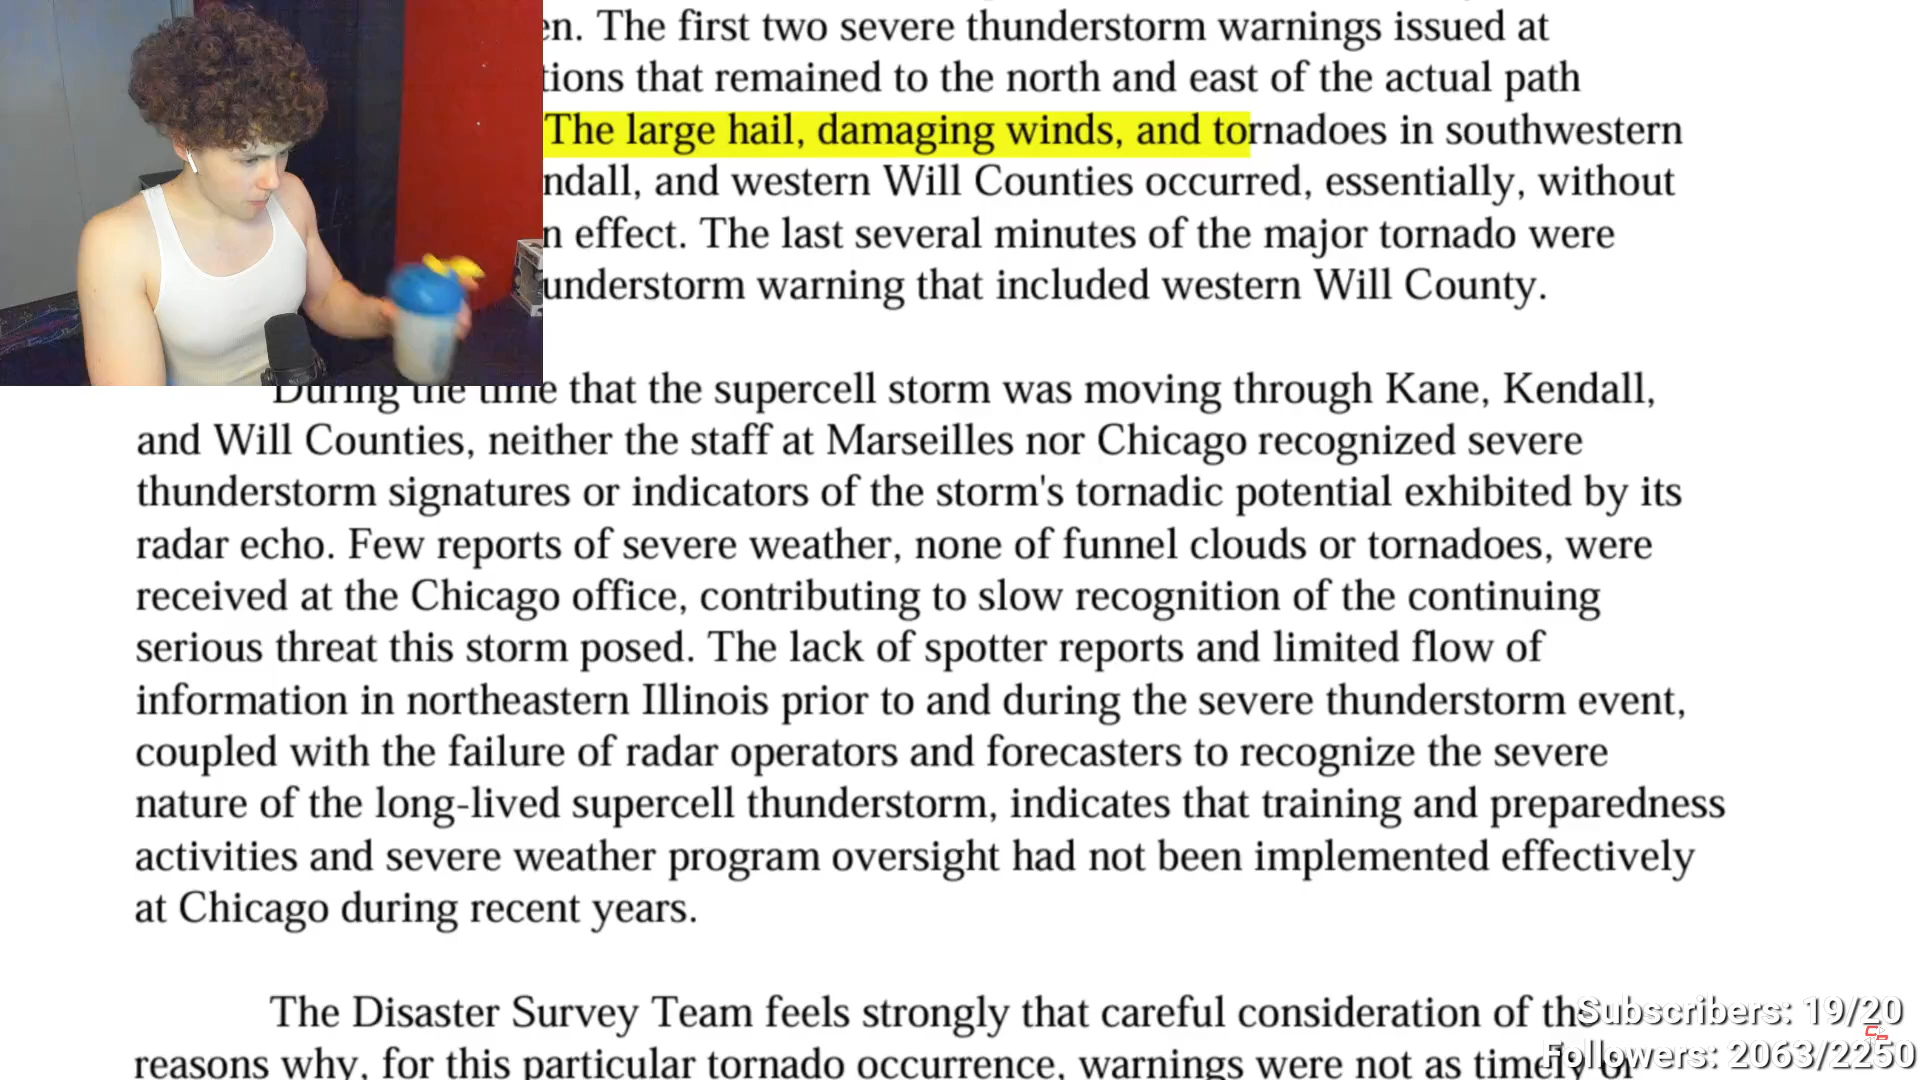 en. The first two severe thunderstorm warnings issued at
tions that remained to the north and east of the actual path
The large hail, damaging winds, and tornadoes in southwestern
ndall, and western Will Counties occurred, essentially, without
n effect. The last several minutes of the major tornado were
understorm warning that included western Will County.
During the time that the supercell storm was moving through Kane, Kendall,
and Will Counties, neither the staff at Marseilles nor Chicago recognized severe
thunderstorm signatures or indicators of the storm's tornadic potential exhibited by its
radar echo. Few reports of severe weather, none of funnel clouds or tornadoes, were
received at the Chicago office, contributing to slow recognition of the continuing
serious threat this storm posed. The lack of spotter reports and limited flow of
information in northeastern Illinois prior to and during the severe thunderstorm event,
coupled with the failure of radar operators and forecasters to recognize the severe
nature of the long-lived supercell thunderstorm, indicates that training and preparedness
activities and severe weather program oversight had not been implemented effectively
at Chicago during recent years.
The Disaster Survey Team feels strongly that careful consideration of the
reasons why, for this particular tornado occurrence, warnings were not as timely or
Subscribers: 19/20
Followers: 2063/2250